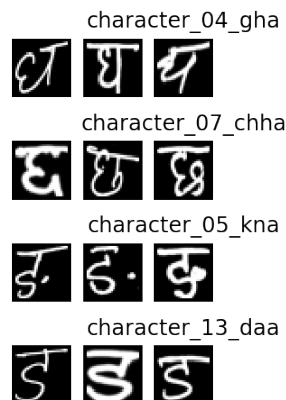 character_04_gha
घ घ घ
character_07_chha
छ छ छ
character_05_kna
ङ ङ ङ
character_13_daa
ड ड ड